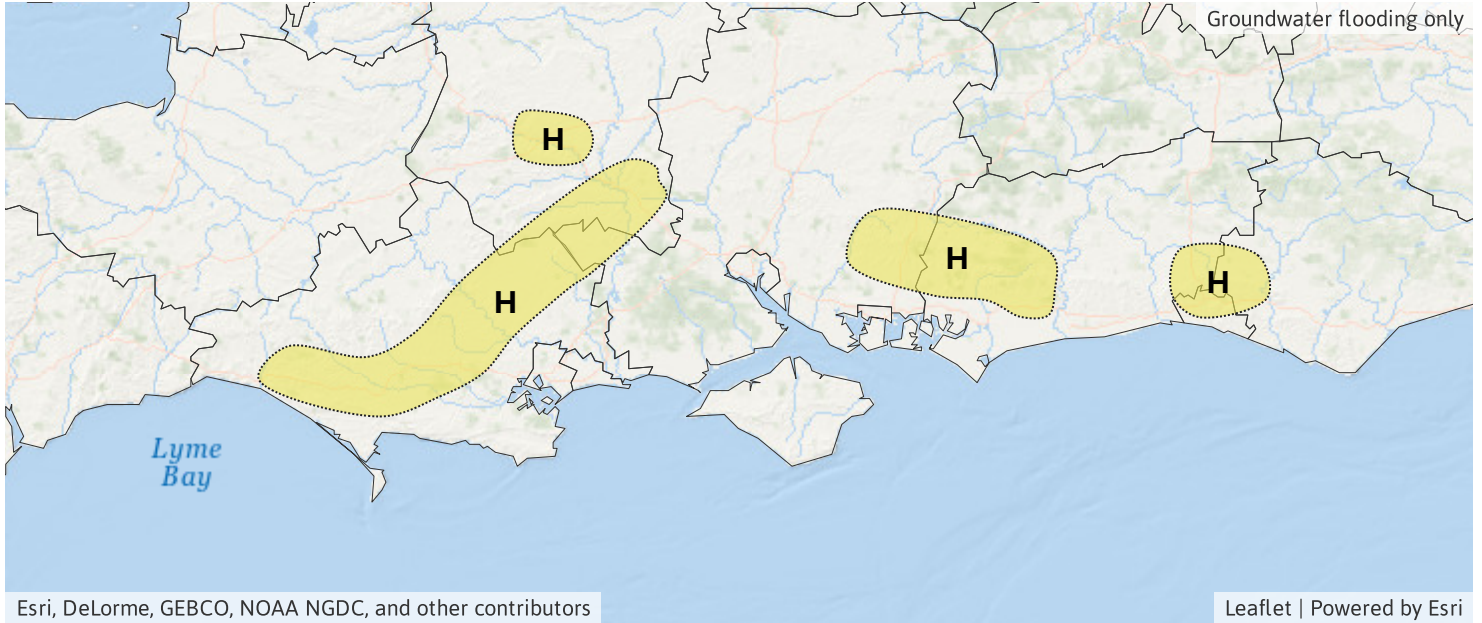 Groundwater flooding only
H
H
H
H
Lyme
Bay
Esri, DeLorme, GEBCO, NOAA NGDC, and other contributors
Leaflet | Powered by Esri